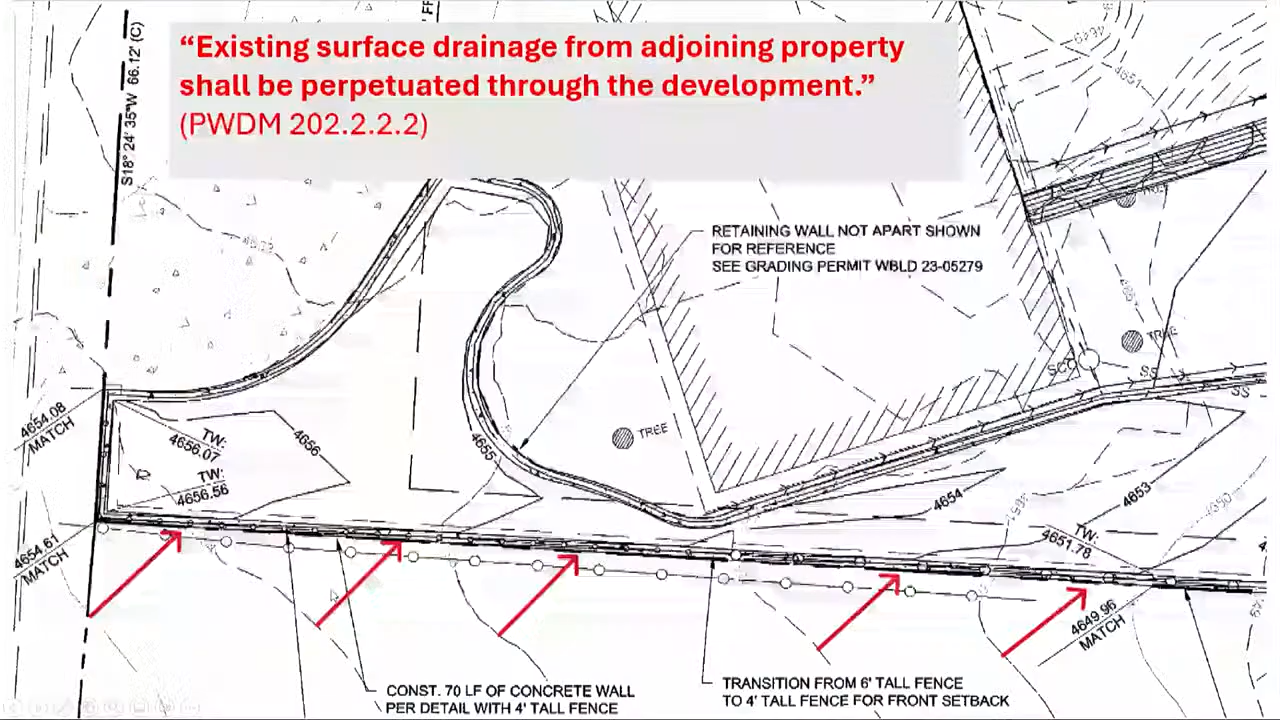 “Existing surface drainage from adjoining property
shall be perpetuated through the development.”
(PWDM 202.2.2.2)
S18° 24' 35"W 66.12' (C)
RETAINING WALL NOT APART SHOWN
FOR REFERENCE
SEE GRADING PERMIT WBLD 23-05279
4651
TREE
SCO
SS
SS
4654.08
MATCH
TW:
4656.07
TW:
4656.56
4656
4655
TREE
4654
4653
TW:
4651.78
4654.61
MATCH
4649.96
MATCH
CONST. 70 LF OF CONCRETE WALL
PER DETAIL WITH 4' TALL FENCE
TRANSITION FROM 6' TALL FENCE
TO 4' TALL FENCE FOR FRONT SETBACK